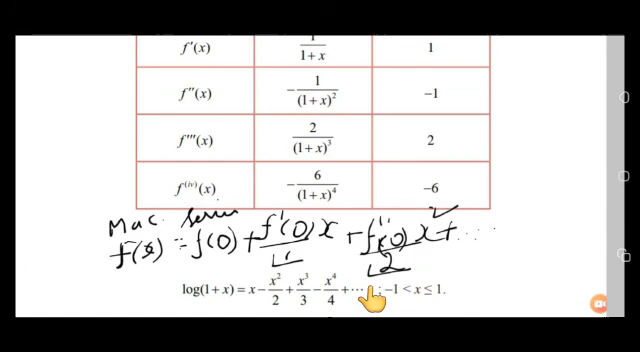 f′(x) 1/(1+x) 1
f″(x) −1/(1+x)² −1
f‴(x) 2/(1+x)³ 2
f⁽ⁱᵛ⁾(x) −6/(1+x)⁴ −6
Mac. Series
f(x) = f(0) + f'(0)/∟1 x + f''(0)/∟2 x² + ....
log(1+x) = x − x²/2 + x³/3 − x⁴/4 + ⋯ ; −1 < x ≤ 1.